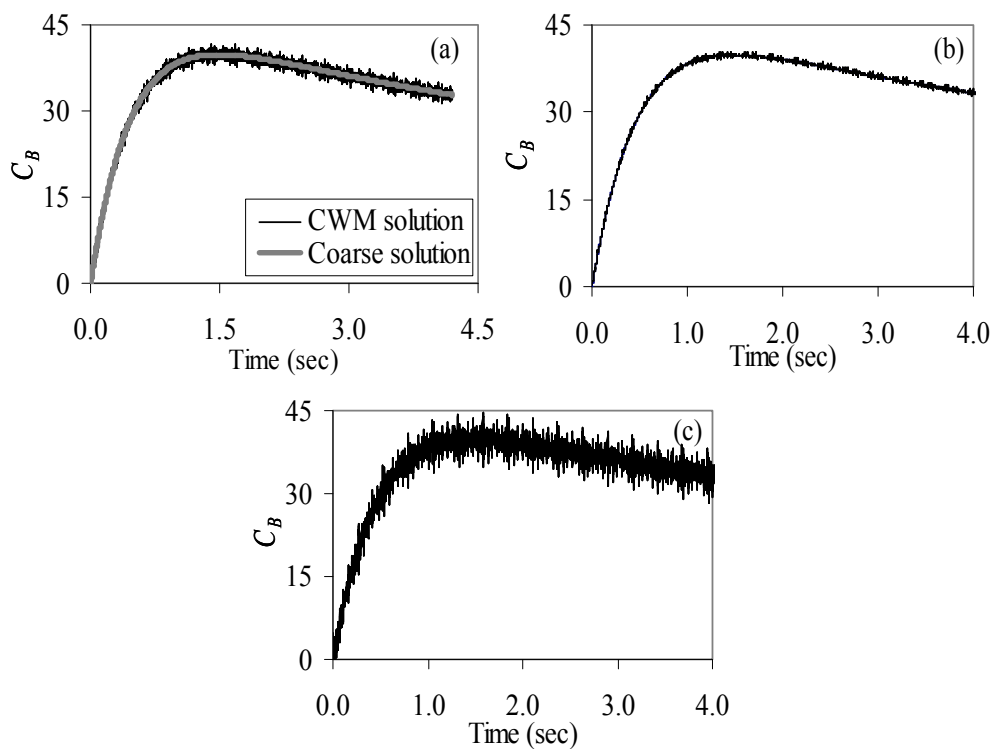 45
30
15
0
C_B
(a)
CWM solution
Coarse solution
0.0 1.5 3.0 4.5
Time (sec)
45
30
15
0
C_B
(b)
0.0 1.0 2.0 3.0 4.0
Time (sec)
45
30
15
0
C_B
(c)
0.0 1.0 2.0 3.0 4.0
Time (sec)